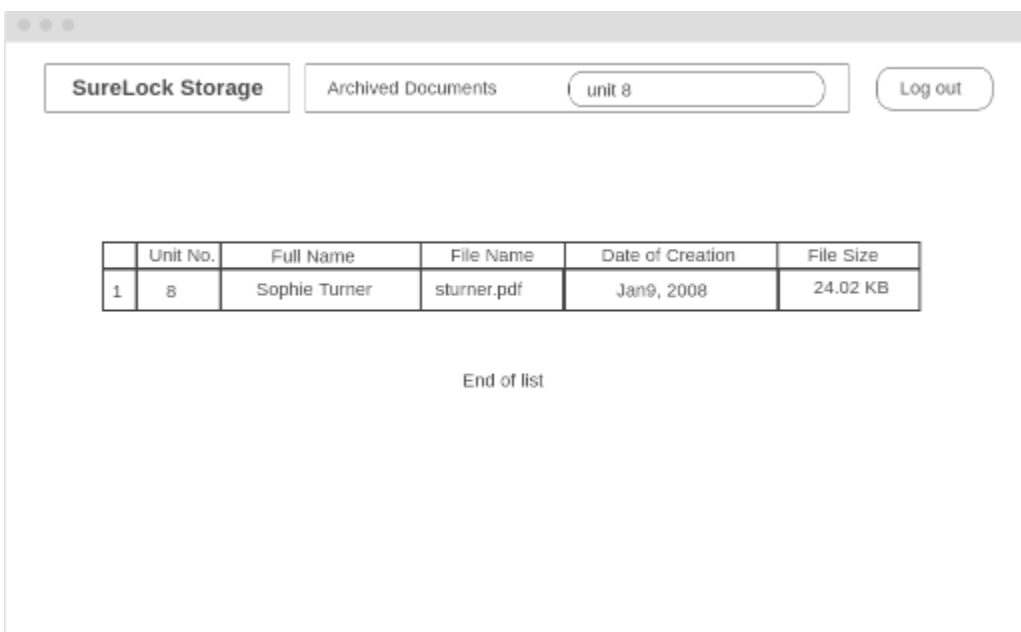 SureLock Storage Archived Documents unit 8 Log out
Unit No. Full Name File Name Date of Creation File Size
1 8 Sophie Turner sturner.pdf Jan9, 2008 24.02 KB
End of list